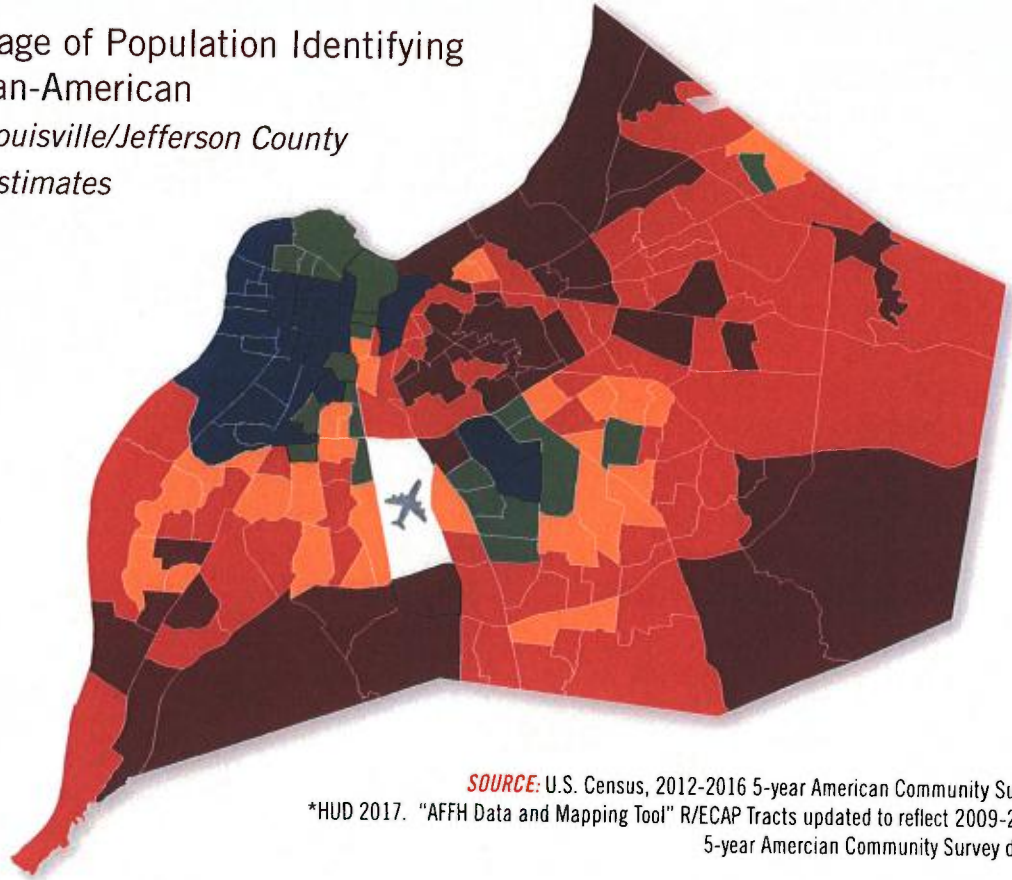 age of Population Identifying
an-American
ouisville/Jefferson County
stimates
SOURCE: U.S. Census, 2012-2016 5-year American Community Su
*HUD 2017. "AFFH Data and Mapping Tool" R/ECAP Tracts updated to reflect 2009-2
5-year Amercian Community Survey d